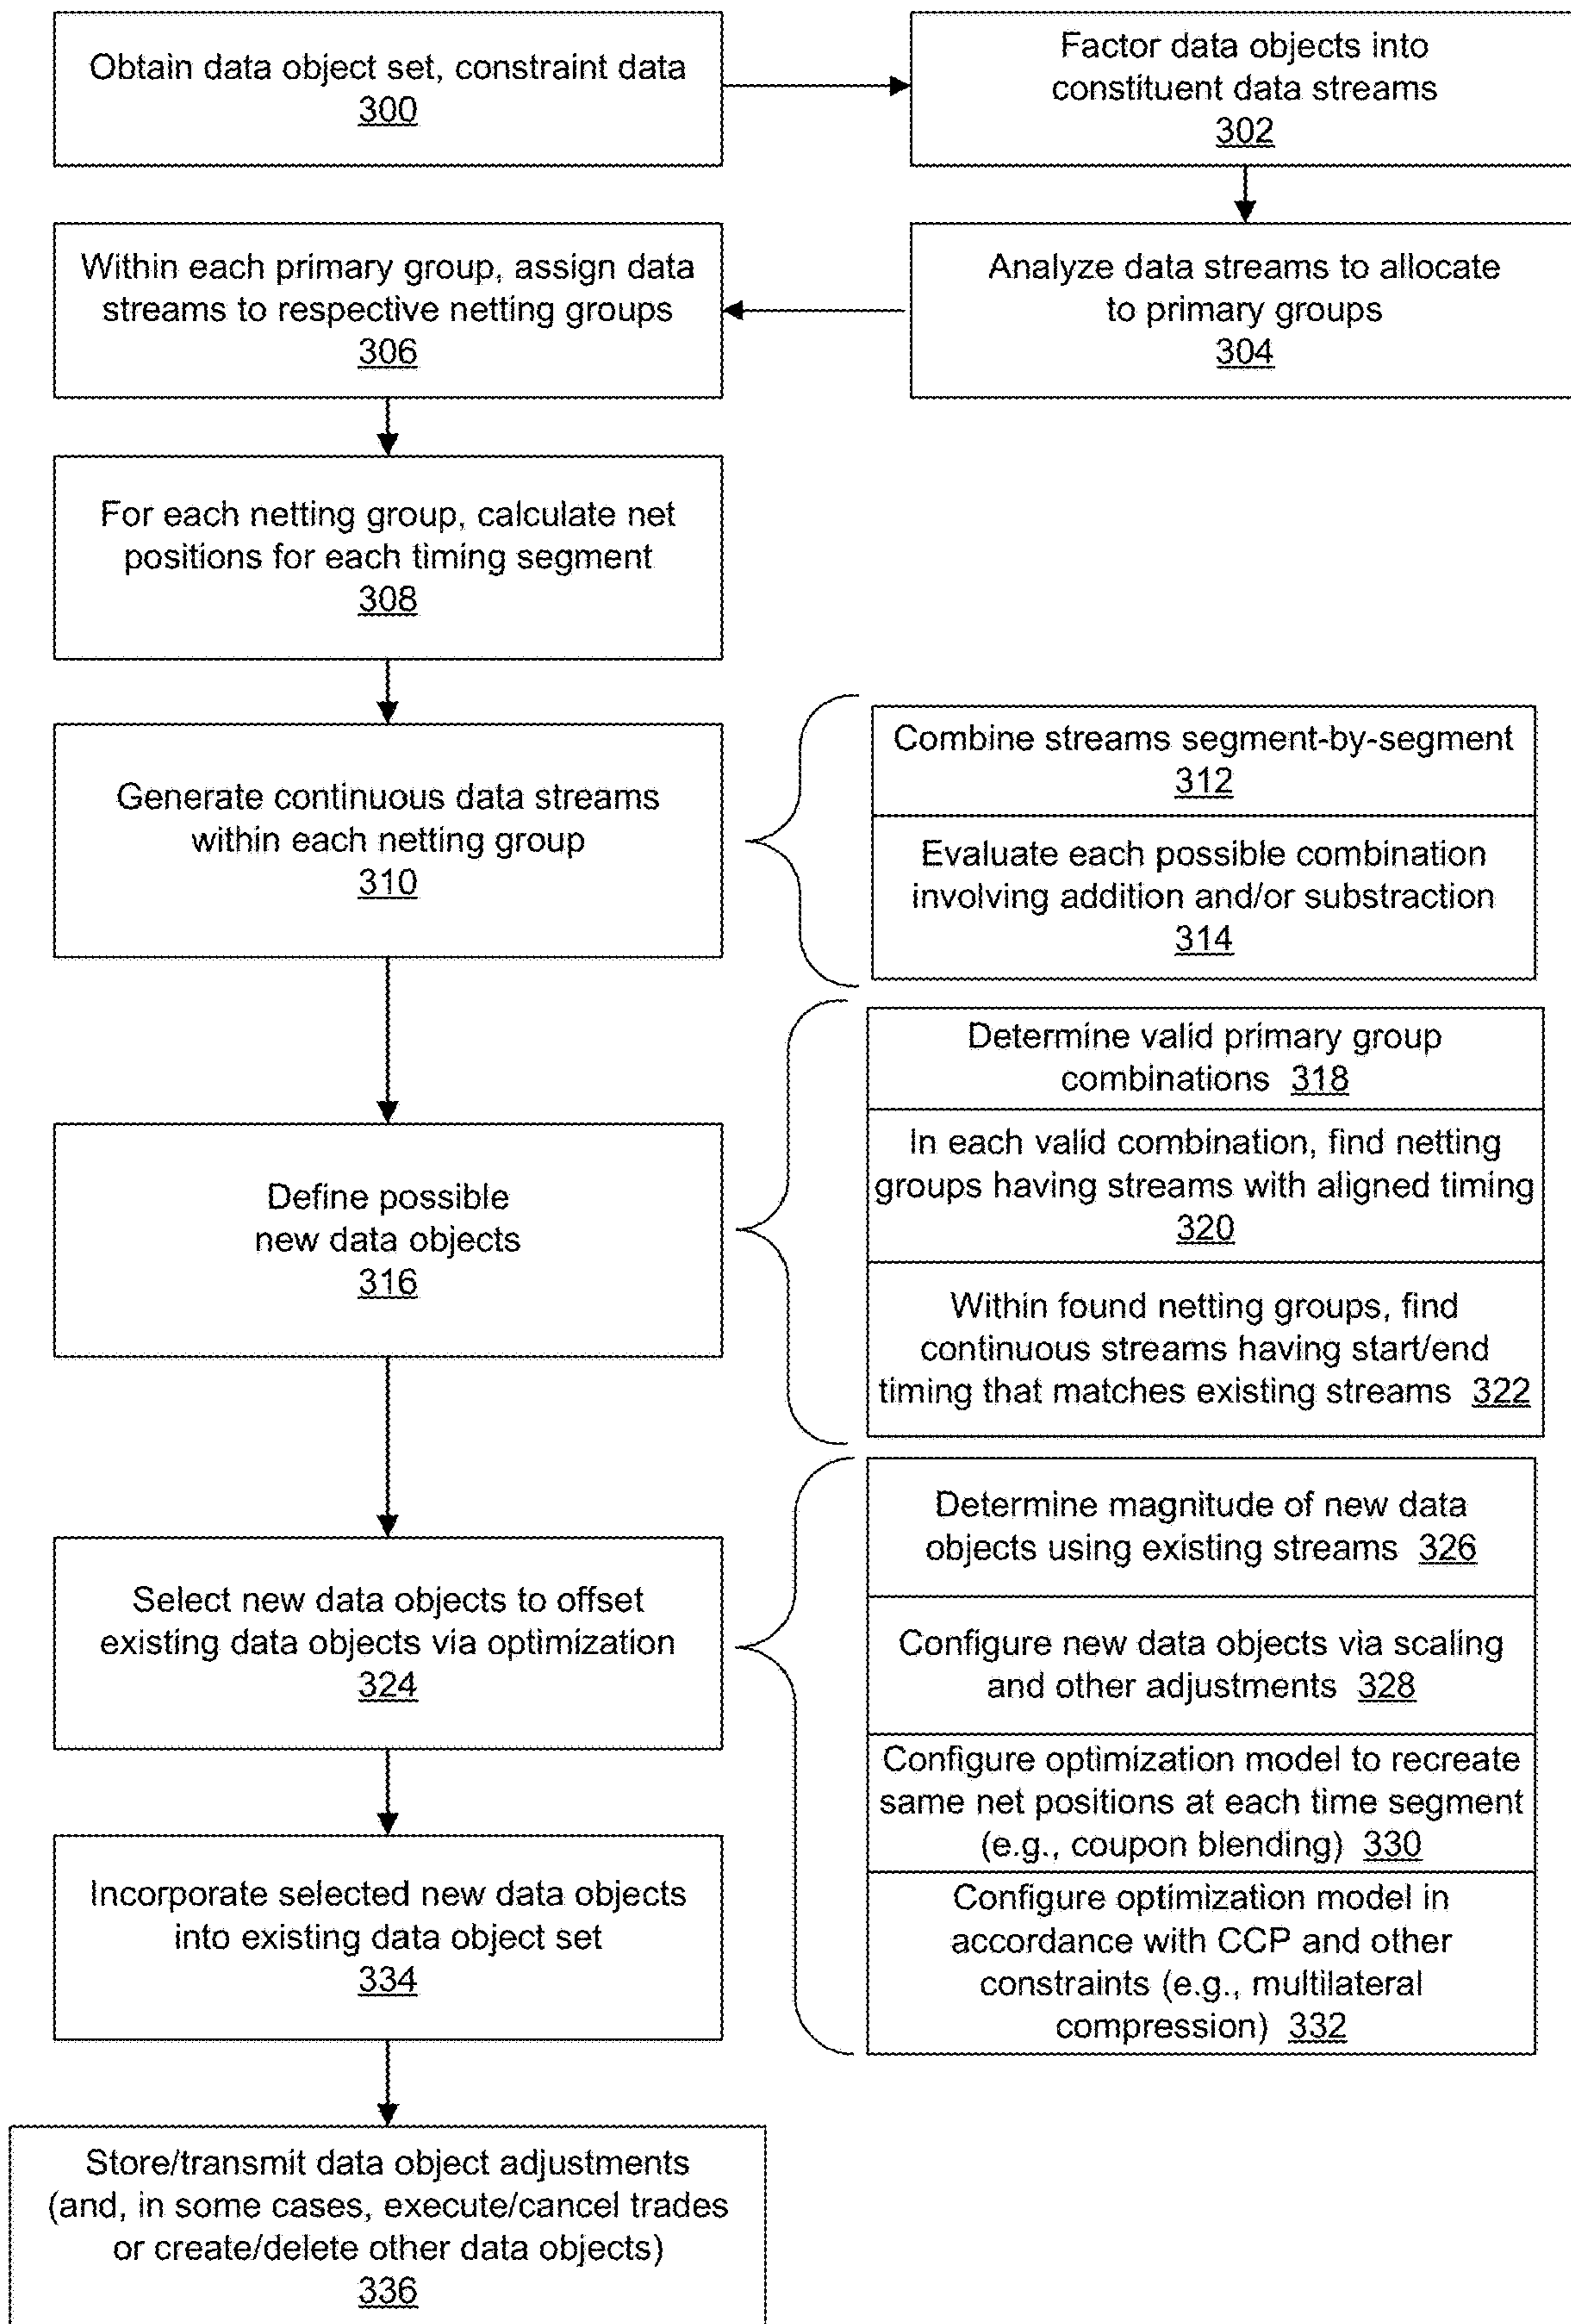 Obtain data object set, constraint data
300
Factor data objects into
constituent data streams
302
Analyze data streams to allocate
to primary groups
304
Within each primary group, assign data
streams to respective netting groups
306
For each netting group, calculate net
positions for each timing segment
308
Generate continuous data streams
within each netting group
310
Combine streams segment-by-segment
312
Evaluate each possible combination
involving addition and/or substraction
314
Define possible
new data objects
316
Determine valid primary group
combinations 318
In each valid combination, find netting
groups having streams with aligned timing
320
Within found netting groups, find
continuous streams having start/end
timing that matches existing streams 322
Select new data objects to offset
existing data objects via optimization
324
Determine magnitude of new data
objects using existing streams 326
Configure new data objects via scaling
and other adjustments 328
Configure optimization model to recreate
same net positions at each time segment
(e.g., coupon blending) 330
Configure optimization model in
accordance with CCP and other
constraints (e.g., multilateral
compression) 332
Incorporate selected new data objects
into existing data object set
334
Store/transmit data object adjustments
(and, in some cases, execute/cancel trades
or create/delete other data objects)
336